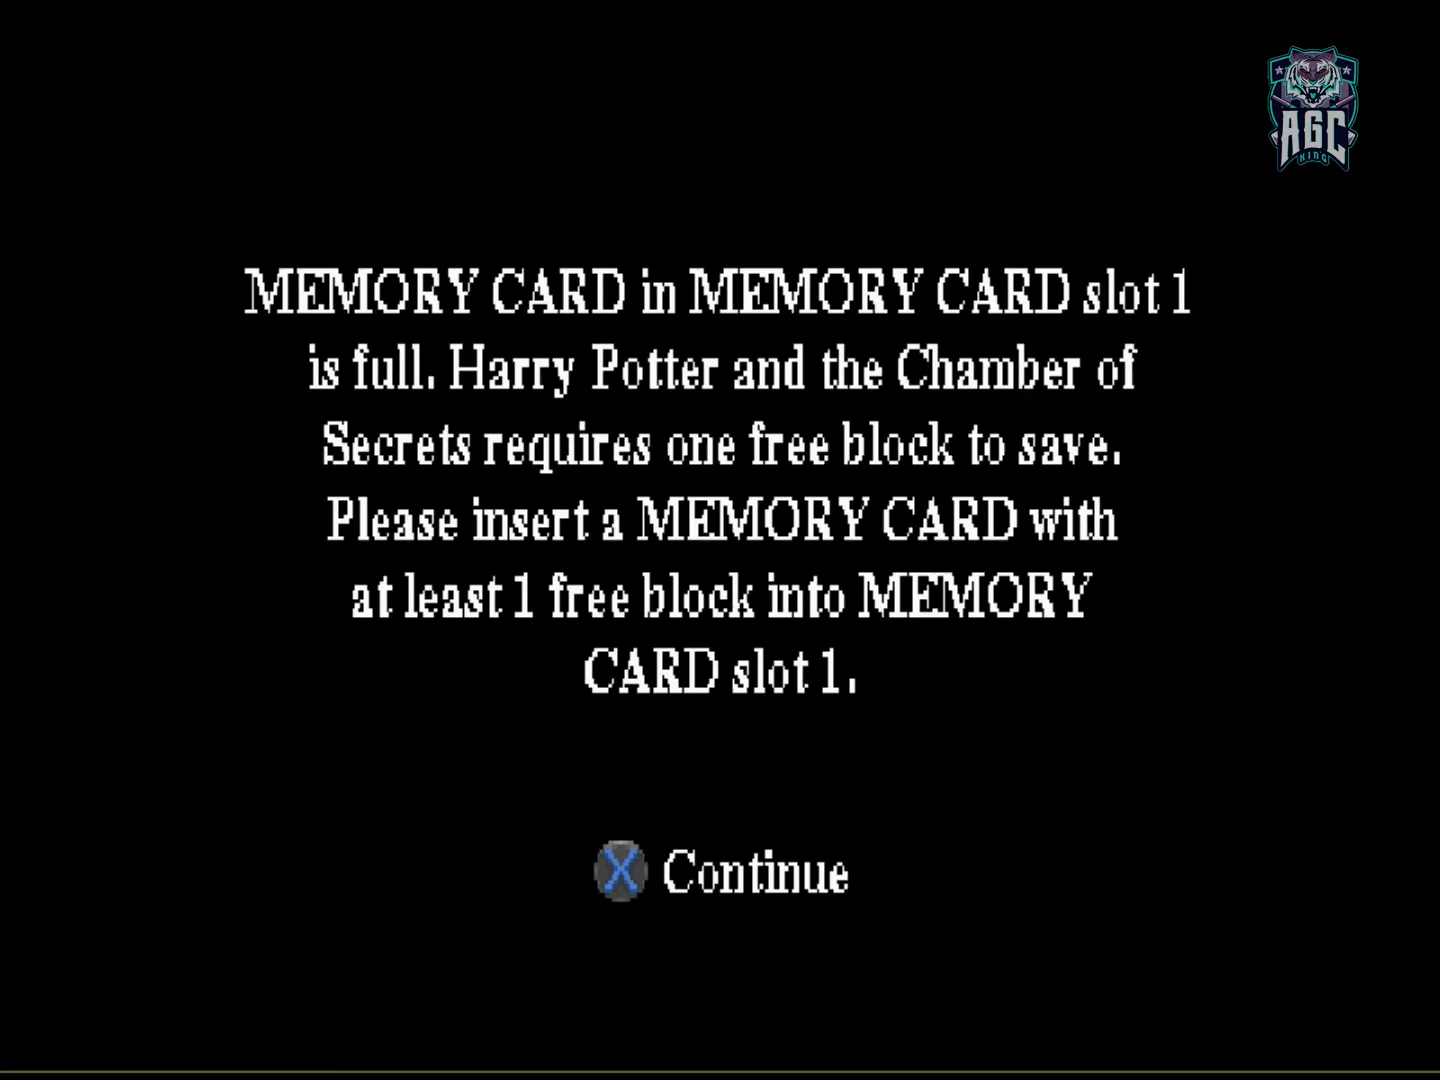 AGC
KING
MEMORY CARD in MEMORY CARD slot 1
is full. Harry Potter and the Chamber of
Secrets requires one free block to save.
Please insert a MEMORY CARD with
at least 1 free block into MEMORY
CARD slot 1.
X Continue